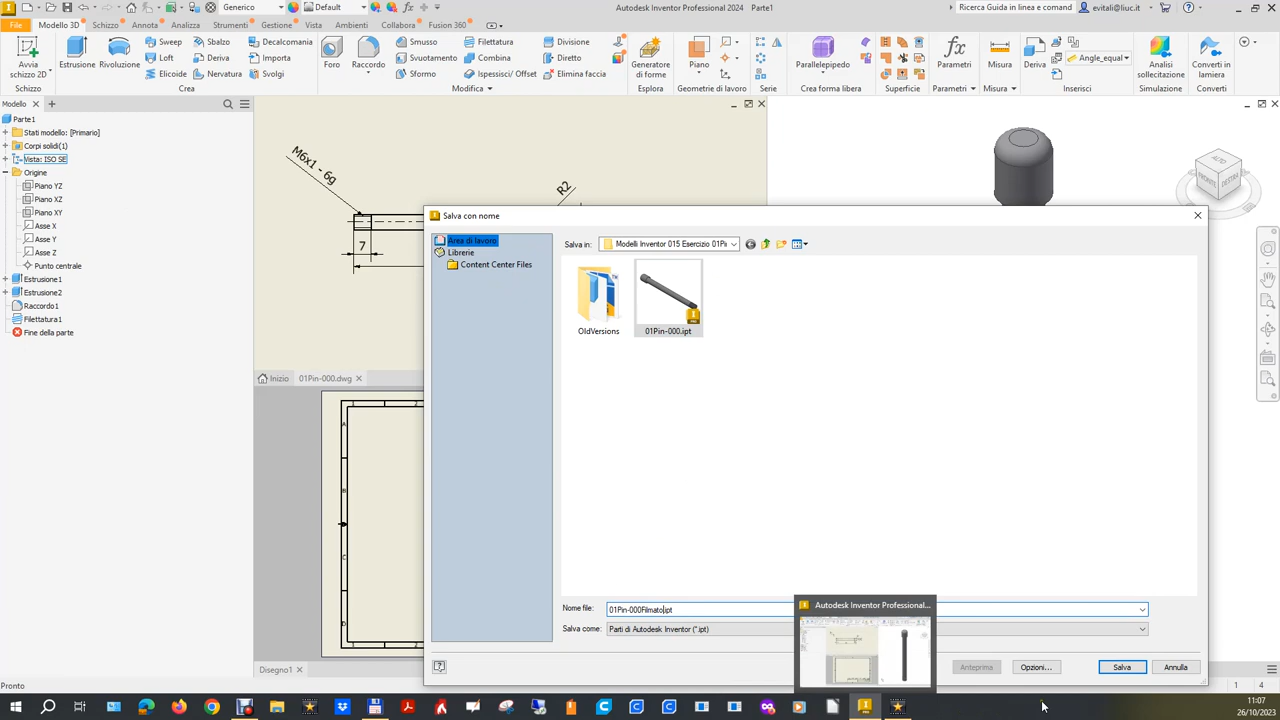 Generico
Default
Autodesk Inventor Professional 2024 Parte1
Ricerca Guida in linea e comand
evitali@liuc.it
File
Modello 3D
Schizzo
Annota
Analizza
Strumenti
Gestione
Vista
Ambienti
Collabora
Fusion 360
Avvia
schizzo 2D
Estrusione
Rivoluzione
Sweep
Loft
Elicoide
Sbalzo
Deriva
Nervatura
Decalcomania
Importa
Svolgi
Foro
Raccordo
Smusso
Svuotamento
Sformo
Filettatura
Combina
Ispessisci/ Offset
Divisione
Diretto
Elimina faccia
Generatore
di forme
Piano
Parallelepipedo
Parametri
Misura
Deriva
Angle_equal
Analisi
sollecitazione
Converti in
lamiera
Schizzo
Crea
Modifica
Esplora
Geometrie di lavoro
Serie
Crea forma libera
Superficie
Parametri
Misura
Inserisci
Simulazione
Converti
Modello
Parte1
Stati modello: [Primario]
Corpi solidi(1)
Vista: ISO SE
Origine
Piano YZ
Piano XZ
Piano XY
Asse X
Asse Y
Asse Z
Punto centrale
Estrusione1
Estrusione2
Raccordo1
Filettatura1
Fine della parte
M6x1 - 6g
R2
7
ALTO
FRONTE
DESTRA
Inizio
01Pin-000.dwg
1
2
A
B
C
D
1
2
Disegno1
Salva con nome
Area di lavoro
Librerie
Content Center Files
Salva in:
Modelli Inventor 015 Esercizio 01Pi
OldVersions
01Pin-000.ipt
Nome file:
01Pin-000Filmato.ipt
Salva come:
Parti di Autodesk Inventor (*.ipt)
Autodesk Inventor Professional...
Anteprima
Opzioni...
Salva
Annulla
Pronto
1
4
11:07
26/10/2023